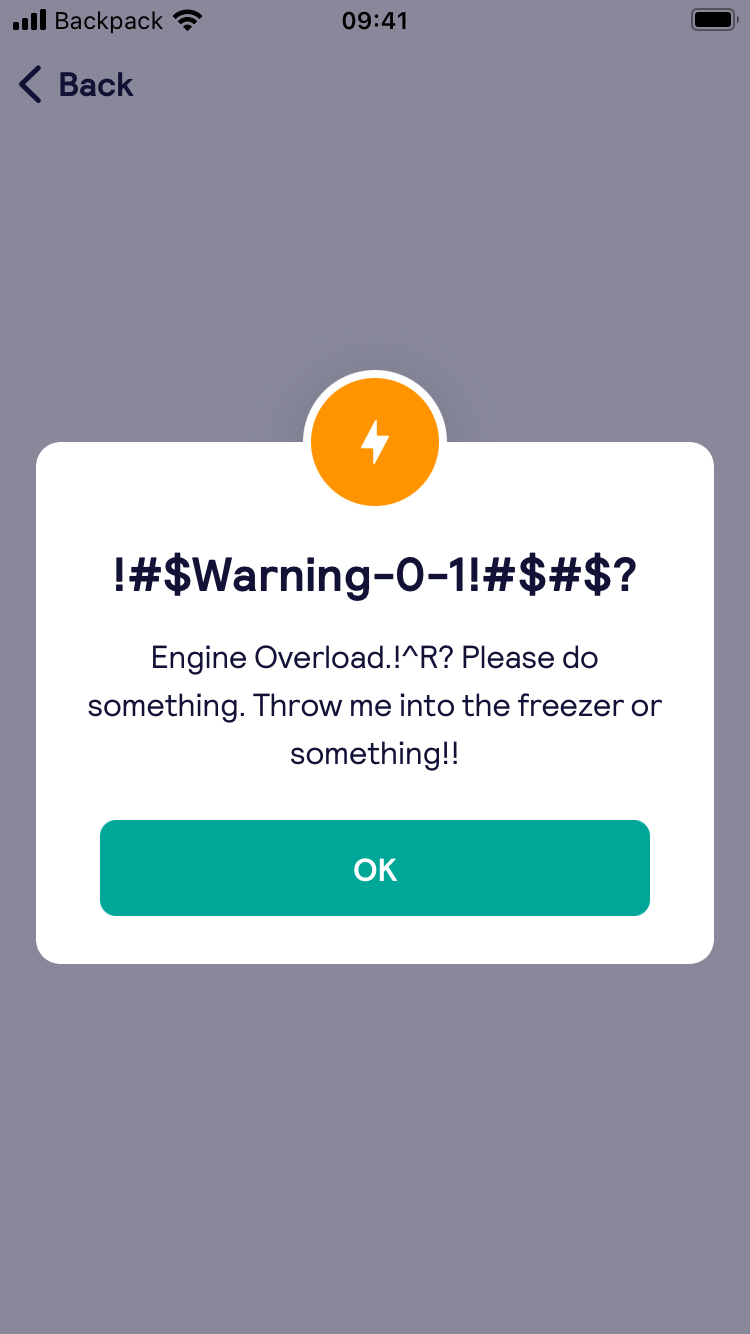 Backpack 09:41
Back
!#$Warning-0-1!#$#$?
Engine Overload.!^R? Please do
something. Throw me into the freezer or
something!!
OK